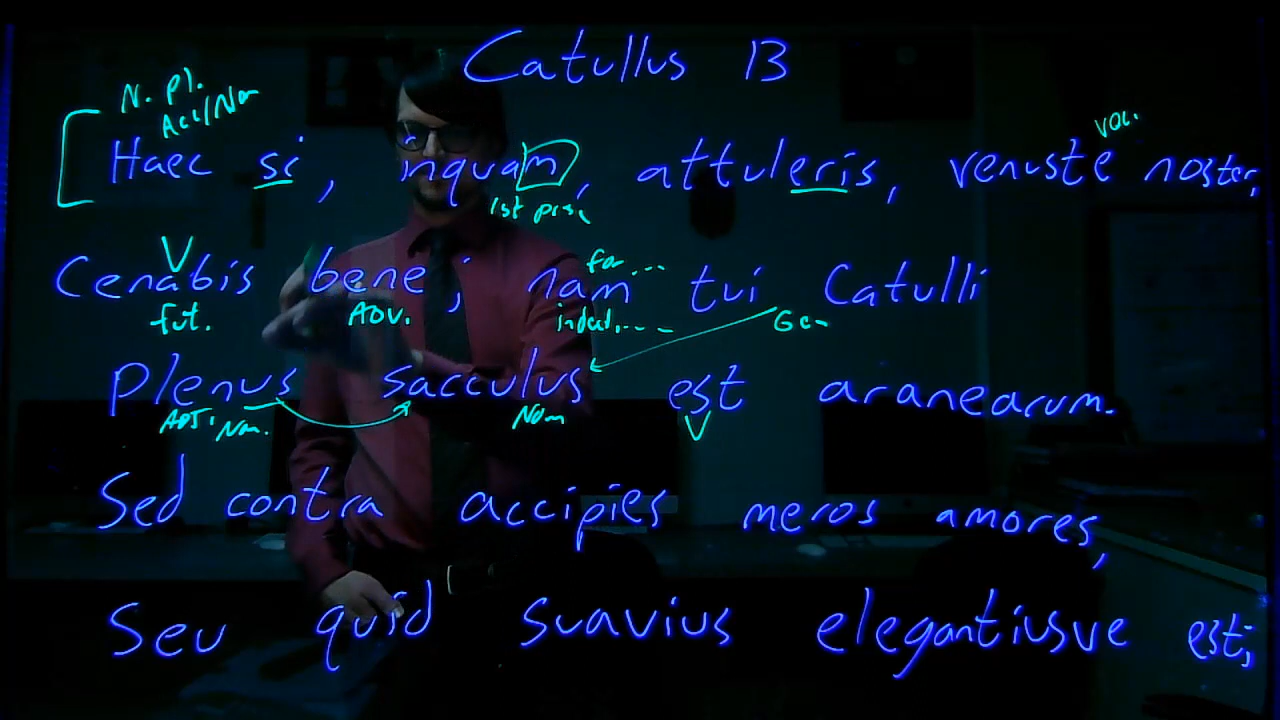 Catullus 13
N. pl.
Acc/Nom
voc.
Haec si, inquam, attuleris, venuste noster,
1st pers.
V
for...
Cenabis bene; nam tui Catulli
fut. ADV. indecl.... Gen
plenus sacculus est aranearum.
ADJ. Nom. Nom V
Sed contra accipies meros amores,
Seu quid suavius elegantiusve est;